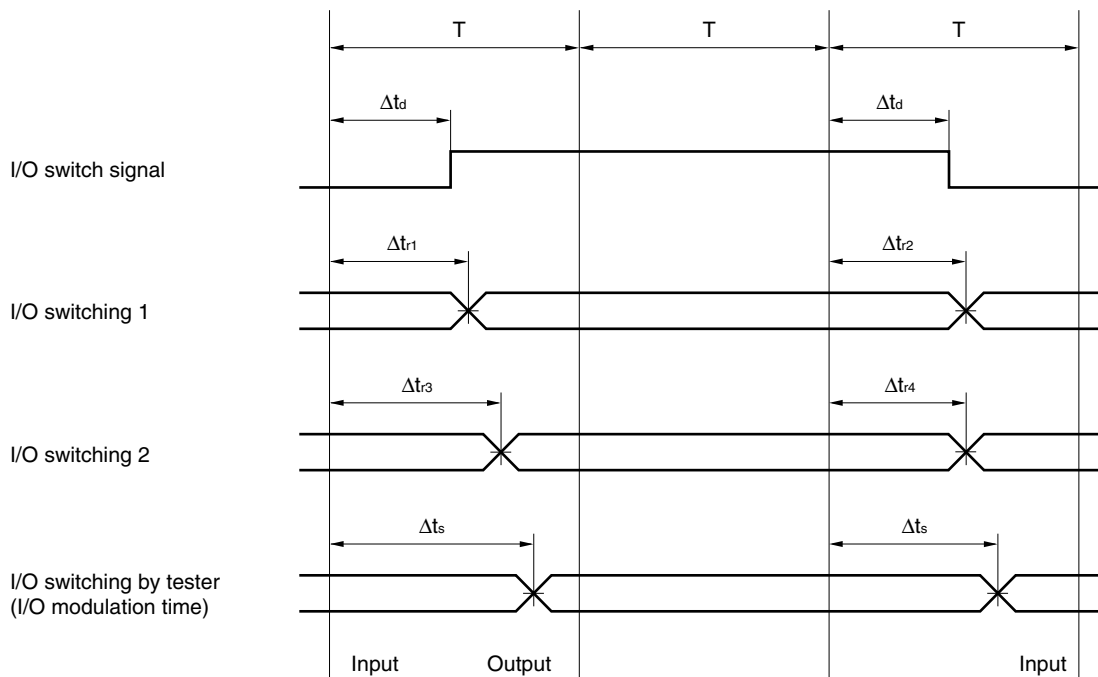 T T T
Δtd Δtd
I/O switch signal
Δtr1 Δtr2
I/O switching 1
Δtr3 Δtr4
I/O switching 2
Δts Δts
I/O switching by tester
(I/O modulation time)
Input Output Input